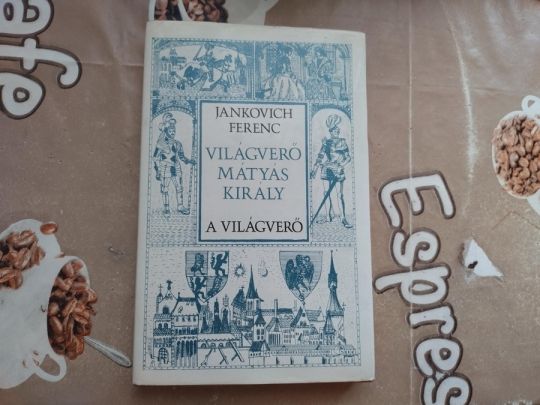 JANKOVICH
FERENC
VILÁGVERŐ
MÁTYÁS
KIRÁLY
A VILÁGVERŐ
afe
Espres